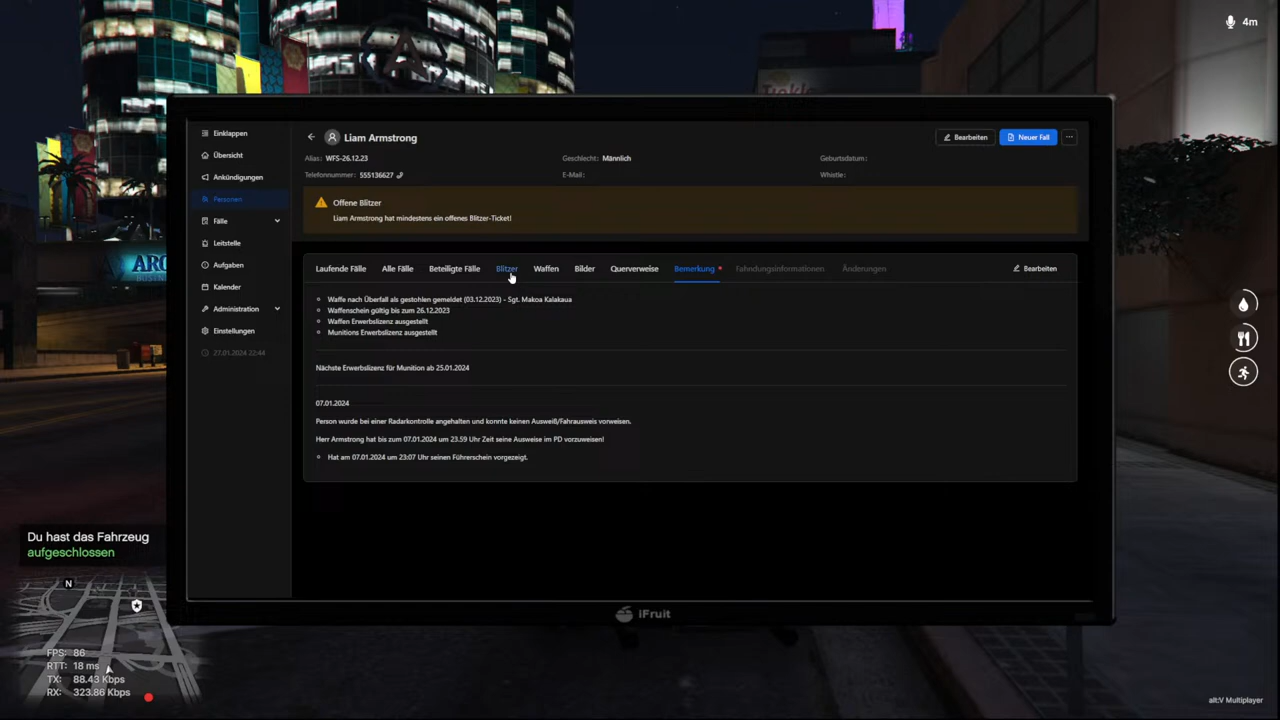 4m
Einklappen
Übersicht
Ankündigungen
Personen
Fälle
Leitstelle
Aufgaben
Kalender
Administration
Einstellungen
27.01.2024 22:44
Liam Armstrong
Bearbeiten
Neuer Fall
Alias: WFS-26.12.23
Geschlecht: Männlich
Geburtsdatum:
Telefonnummer: 555136627
E-Mail:
Whistle:
Offene Blitzer
Liam Armstrong hat mindestens ein offenes Blitzer-Ticket!
Laufende Fälle Alle Fälle Beteiligte Fälle Blitzer Waffen Bilder Querverweise Bemerkung Fahndungsinformationen Änderungen Bearbeiten
Waffe nach Überfall als gestohlen gemeldet (03.12.2023) - Sgt. Makoa Kalakaua
Waffenschein gültig bis zum 26.12.2023
Waffen Erwerbslizenz ausgestellt
Munitions Erwerbslizenz ausgestellt
Nächste Erwerbslizenz für Munition ab 25.01.2024
07.01.2024
Person wurde bei einer Radarkontrolle angehalten und konnte keinen Ausweiß/Fahrausweis vorweisen.
Herr Armstrong hat bis zum 07.01.2024 um 23.59 Uhr Zeit seine Ausweise im PD vorzuweisen!
Hat am 07.01.2024 um 23:07 Uhr seinen Führerschein vorgezeigt.
ARC
Du hast das Fahrzeug
aufgeschlossen
N
FPS: 86
RTT: 18 ms
TX: 88.43 Kbps
RX: 323.86 Kbps
iFruit
alt:V Multiplayer